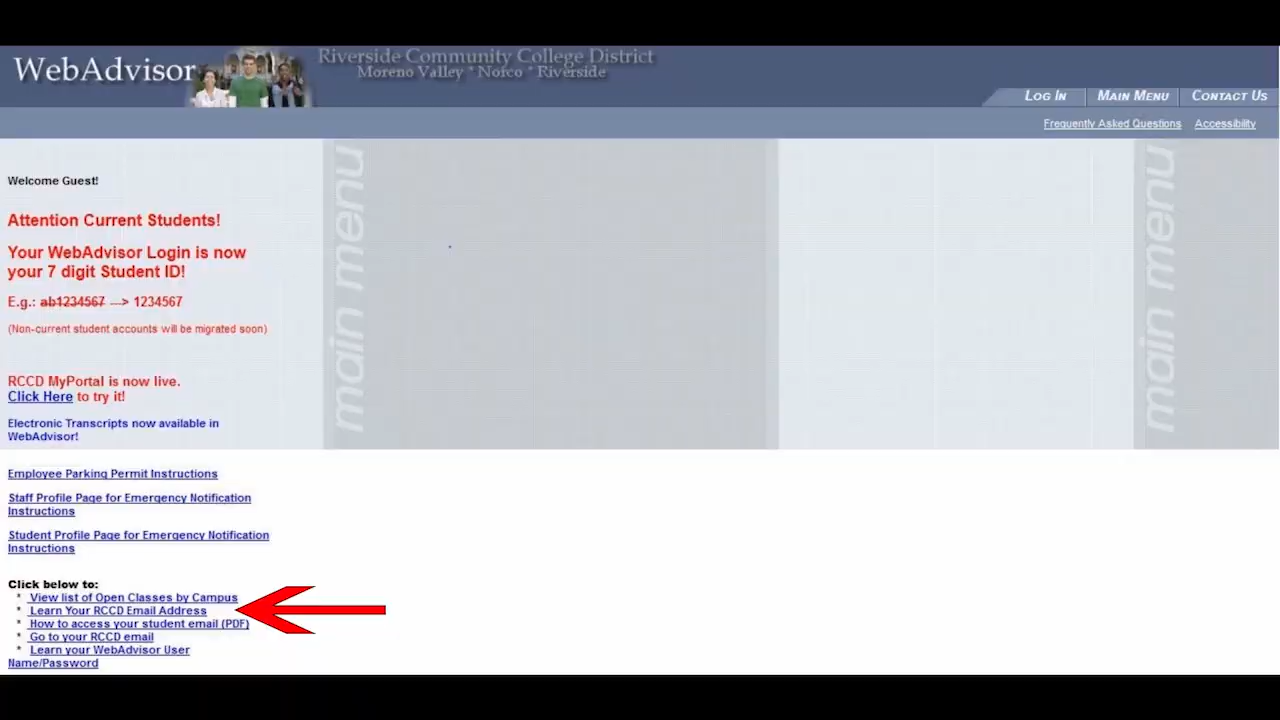 WebAdvisor
Riverside Community College District
Moreno Valley * Norco * Riverside
LOG IN
MAIN MENU
CONTACT US
Frequently Asked Questions
Accessibility
Welcome Guest!
Attention Current Students!
Your WebAdvisor Login is now
your 7 digit Student ID!
E.g.: ab1234567 ---> 1234567
(Non-current student accounts will be migrated soon)
RCCD MyPortal is now live.
Click Here to try it!
Electronic Transcripts now available in
WebAdvisor!
Employee Parking Permit Instructions
Staff Profile Page for Emergency Notification
Instructions
Student Profile Page for Emergency Notification
Instructions
Click below to:
* View list of Open Classes by Campus
* Learn Your RCCD Email Address
* How to access your student email (PDF)
* Go to your RCCD email
* Learn your WebAdvisor User
Name/Password
main menu
main menu